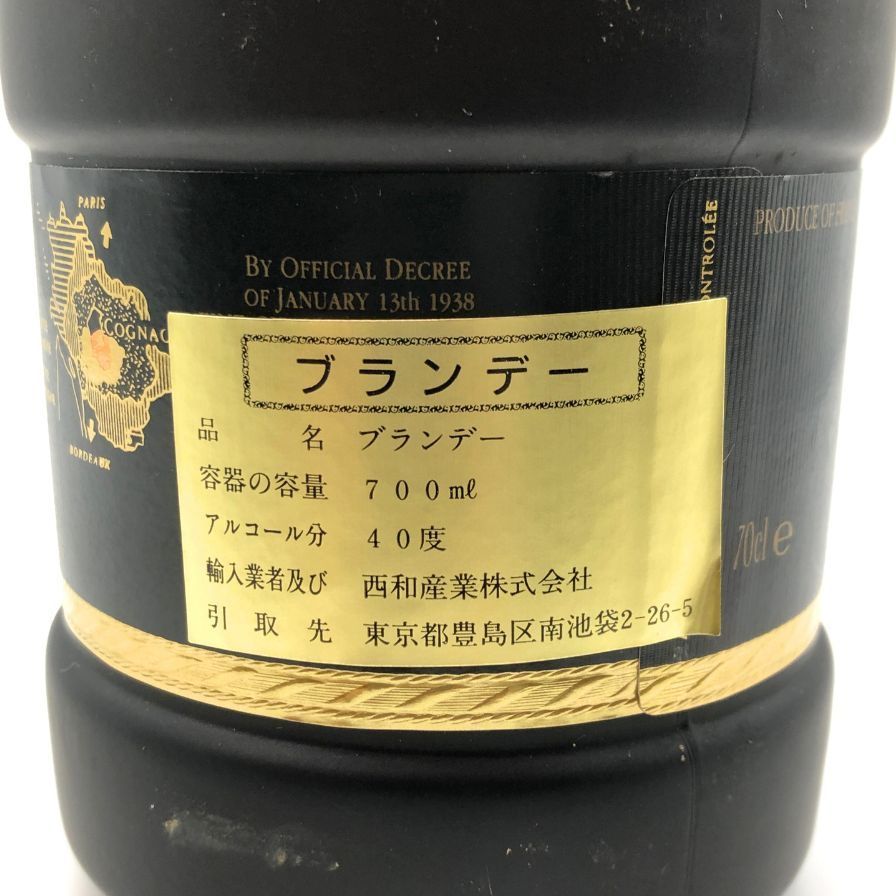 PARIS
COGNAC
BORDEAUX
BY OFFICIAL DECREE
OF JANUARY 13th 1938
CONTROLÉE
PRODUCE OF
70cl e
ブランデー
品名 ブランデー
容器の容量 700㎖
アルコール分 40度
輸入業者及び 西和産業株式会社
引取先 東京都豊島区南池袋2-26-5